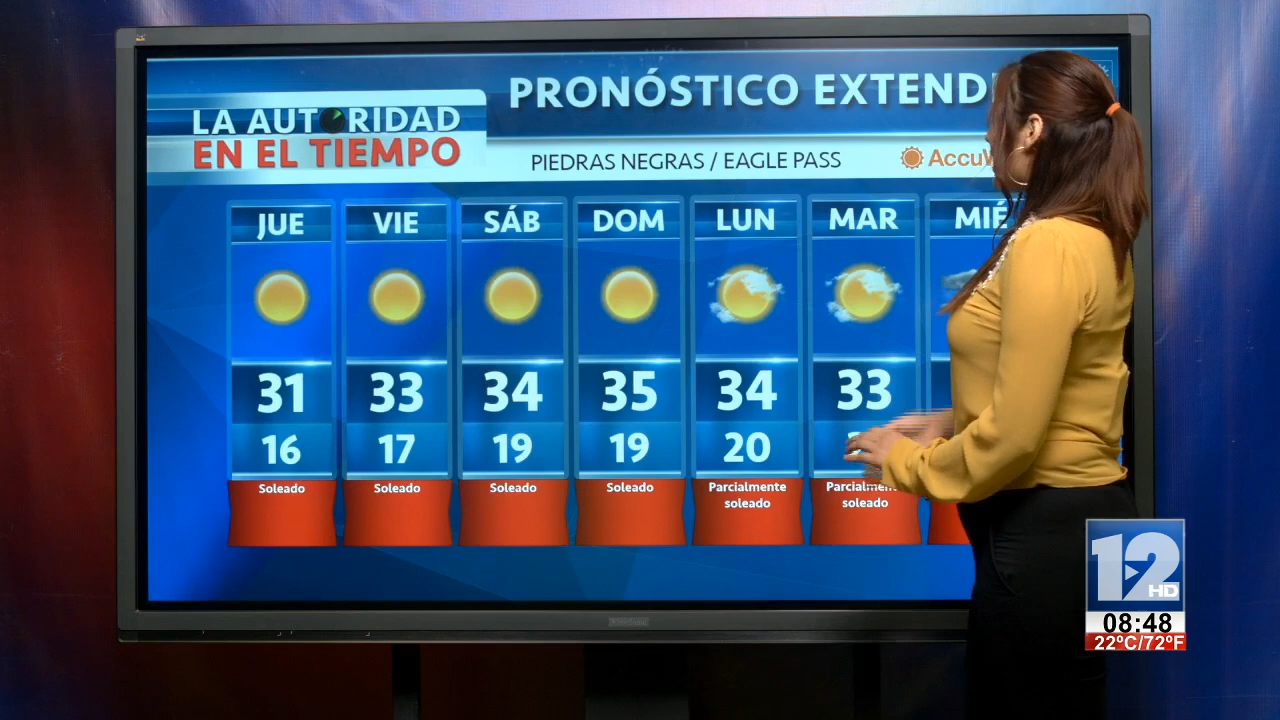 PRONÓSTICO EXTENDI
LA AUTORIDAD
EN EL TIEMPO
PIEDRAS NEGRAS / EAGLE PASS
AccuW
JUE VIE SÁB DOM LUN MAR MIÉ
31 33 34 35 34 33
16 17 19 19 20
Soleado Soleado Soleado Soleado Parcialmente soleado Parcialmente soleado
12 HD
08:48
22°C/72°F